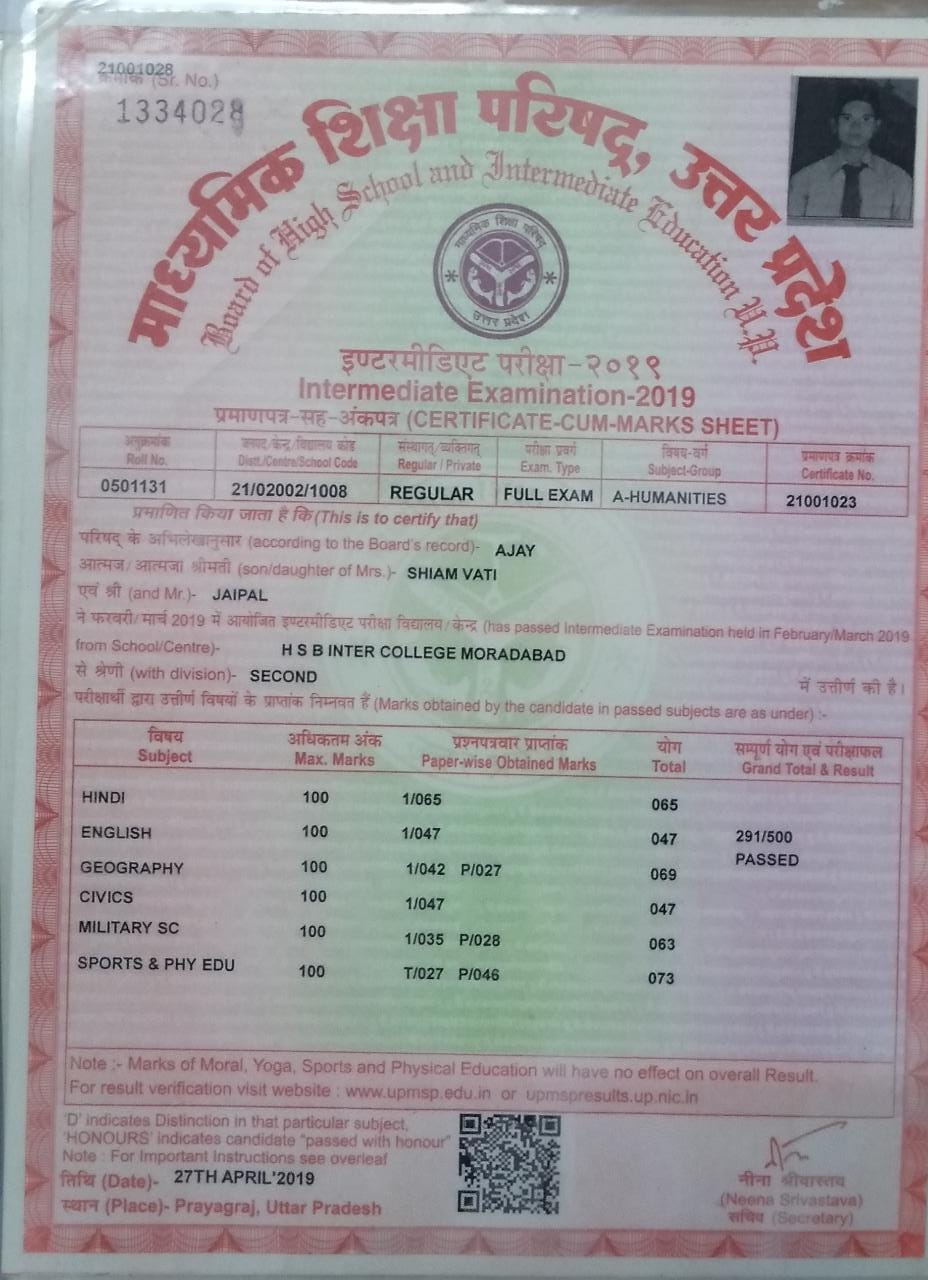 21001028
क्रमांक (Sr. No.)
1334028
माध्यमिक शिक्षा परिषद्, उत्तर प्रदेश
Board of High School and Intermediate Education U.P.
माध्यमिक शिक्षा परिषद
उत्तर प्रदेश
इण्टरमीडिएट परीक्षा-२०१९
Intermediate Examination-2019
प्रमाणपत्र-सह-अंकपत्र (CERTIFICATE-CUM-MARKS SHEET)
अनुक्रमांक जनपद/केन्द्र/विद्यालय कोड संस्थागत्/व्यक्तिगत् परीक्षा प्रवर्ग विषय-वर्ग प्रमाणपत्र क्रमांक
Roll No. Distt./Centre/School Code Regular / Private Exam. Type Subject-Group Certificate No.
0501131 21/02002/1008 REGULAR FULL EXAM A-HUMANITIES 21001023
प्रमाणित किया जाता है कि (This is to certify that)
परिषद् के अभिलेखानुसार (according to the Board's record)- AJAY
आत्मज/आत्मजा श्रीमती (son/daughter of Mrs.)- SHIAM VATI
एवं श्री (and Mr.)- JAIPAL
ने फरवरी/मार्च 2019 में आयोजित इण्टरमीडिएट परीक्षा विद्यालय/केन्द्र (has passed Intermediate Examination held in February/March 2019
from School/Centre)- H S B INTER COLLEGE MORADABAD
से श्रेणी (with division)- SECOND में उत्तीर्ण की है।
परीक्षार्थी द्वारा उत्तीर्ण विषयों के प्राप्तांक निम्नवत हैं (Marks obtained by the candidate in passed subjects are as under) :-
विषय अधिकतम अंक प्रश्नपत्रवार प्राप्तांक योग सम्पूर्ण योग एवं परीक्षाफल
Subject Max. Marks Paper-wise Obtained Marks Total Grand Total & Result
HINDI 100 1/065 065
ENGLISH 100 1/047 047 291/500
PASSED
GEOGRAPHY 100 1/042 P/027 069
CIVICS 100 1/047 047
MILITARY SC 100 1/035 P/028 063
SPORTS & PHY EDU 100 T/027 P/046 073
Note :- Marks of Moral, Yoga, Sports and Physical Education will have no effect on overall Result.
For result verification visit website : www.upmsp.edu.in or upmspresults.up.nic.in
'D' indicates Distinction in that particular subject,
'HONOURS' indicates candidate "passed with honour"
Note : For Important Instructions see overleaf
तिथि (Date)- 27TH APRIL'2019
स्थान (Place)- Prayagraj, Uttar Pradesh
नीना श्रीवास्तव
(Neena Srivastava)
सचिव (Secretary)